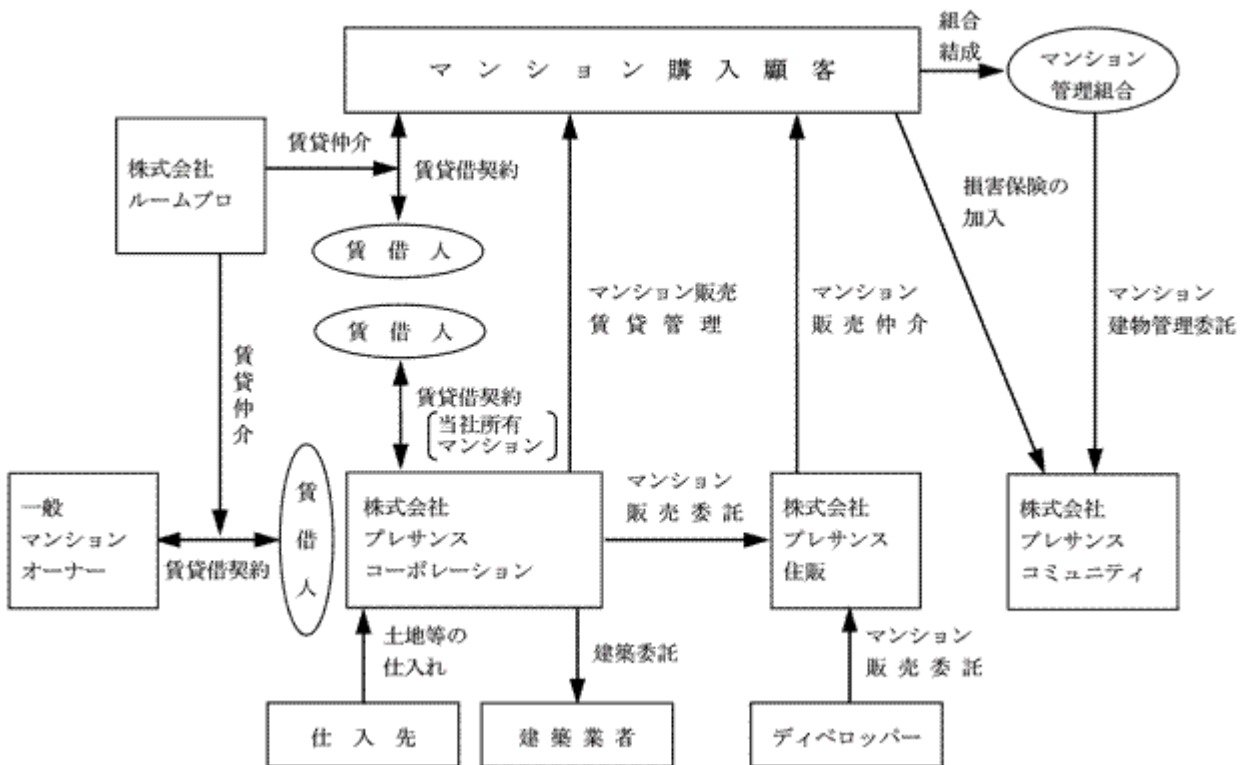 組合
結成
マンション購入顧客
マンション
管理組合
賃貸仲介
株式会社
ルームプロ
賃貸借契約
損害保険の
加入
賃借人
マンション販売
賃貸管理
マンション
販売仲介
マンション
建物管理委託
賃借人
賃貸仲介
賃貸借契約
当社所有
マンション
一般
マンション
オーナー
賃貸借契約
賃借人
株式会社
プレサンス
コーポレーション
マンション
販売委託
株式会社
プレサンス
住販
株式会社
プレサンス
コミュニティ
土地等の
仕入れ
建築委託
マンション
販売委託
仕入先
建築業者
ディベロッパー